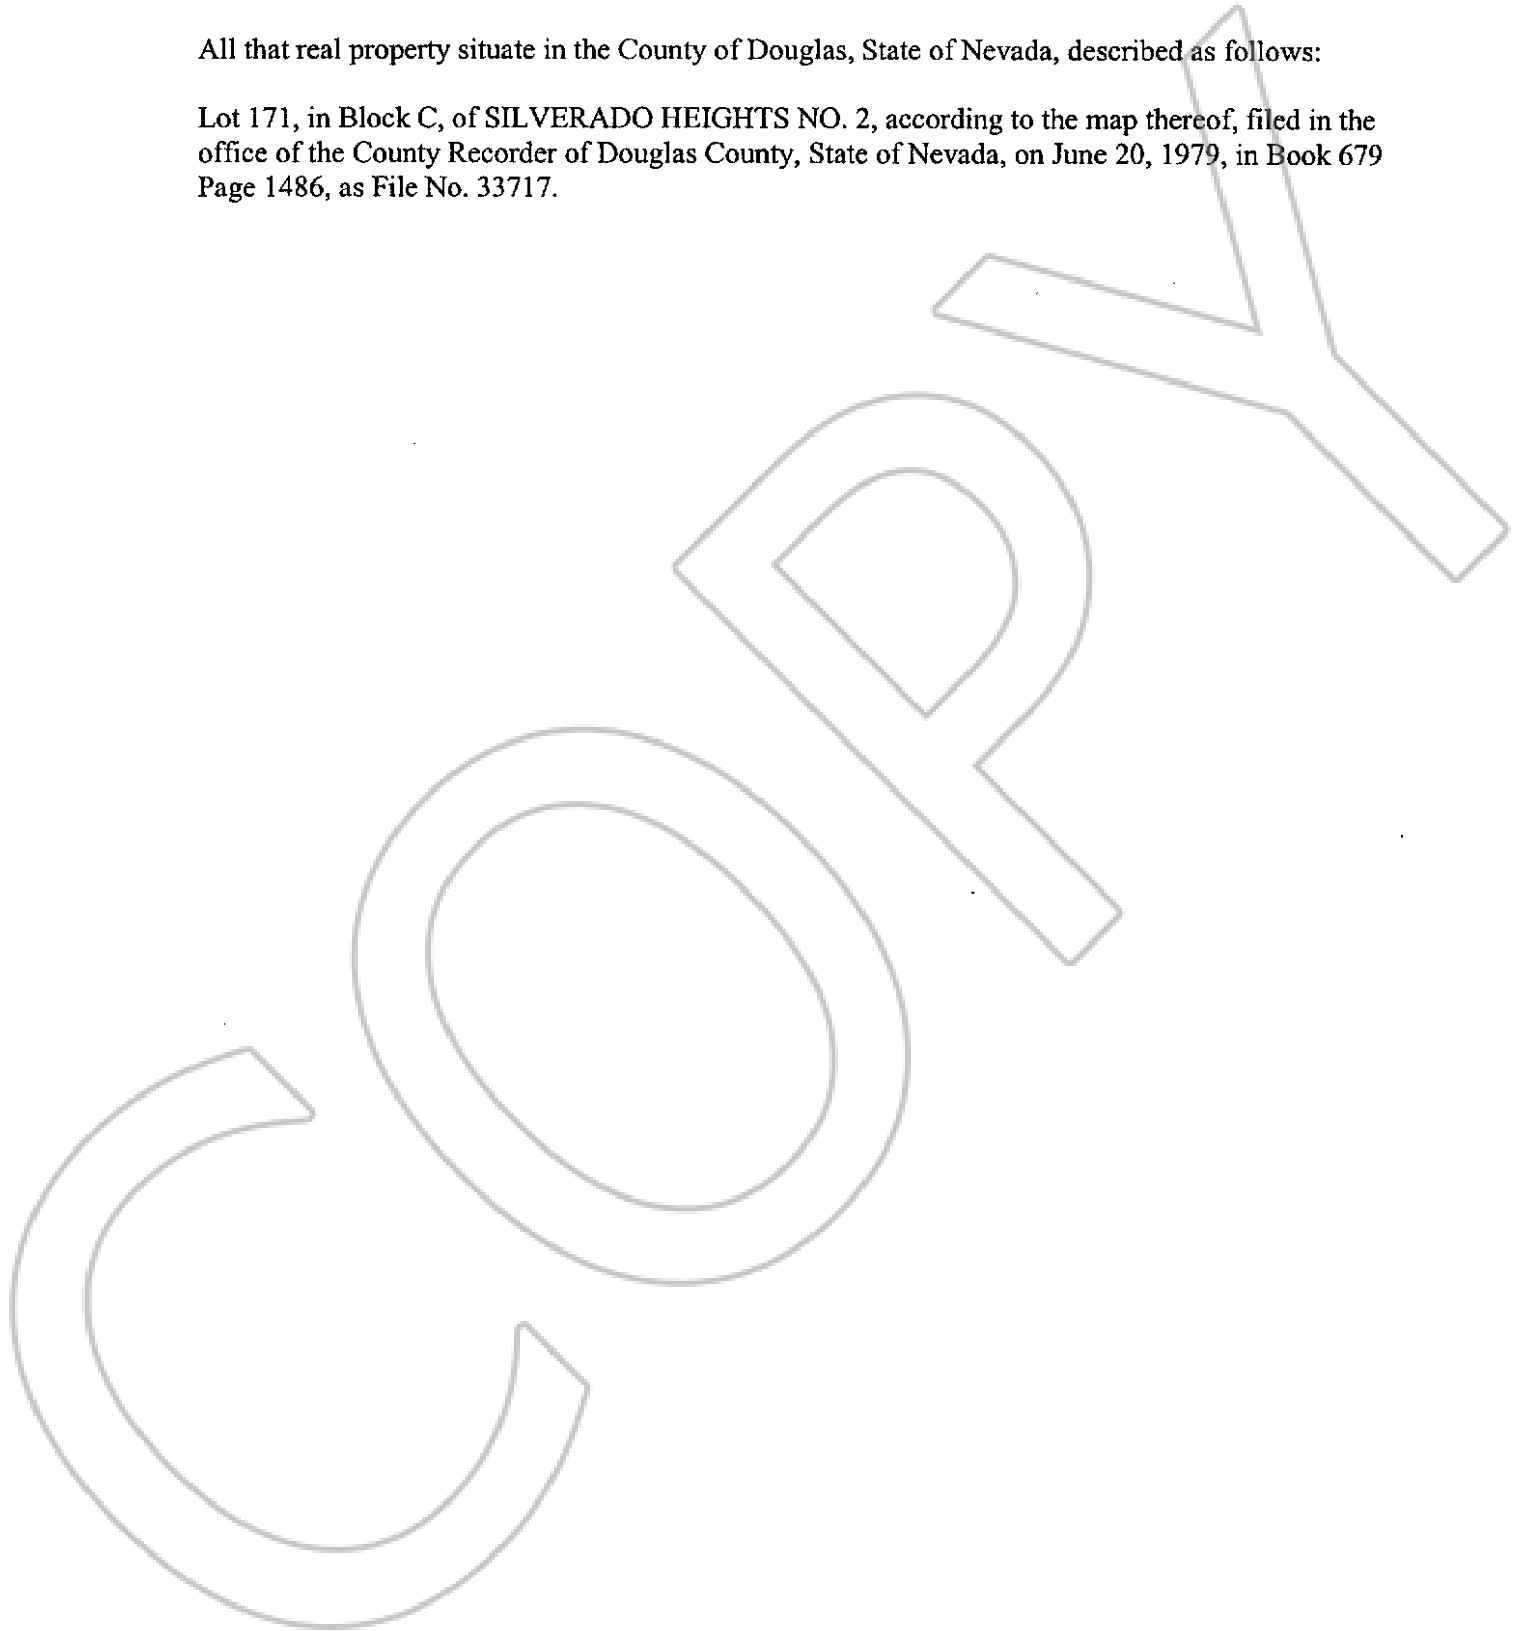 All that real property situate in the County of Douglas, State of Nevada, described as follows:
Lot 171, in Block C, of SILVERADO HEIGHTS NO. 2, according to the map thereof, filed in the
office of the County Recorder of Douglas County, State of Nevada, on June 20, 1979, in Book 679
Page 1486, as File No. 33717.
COPY